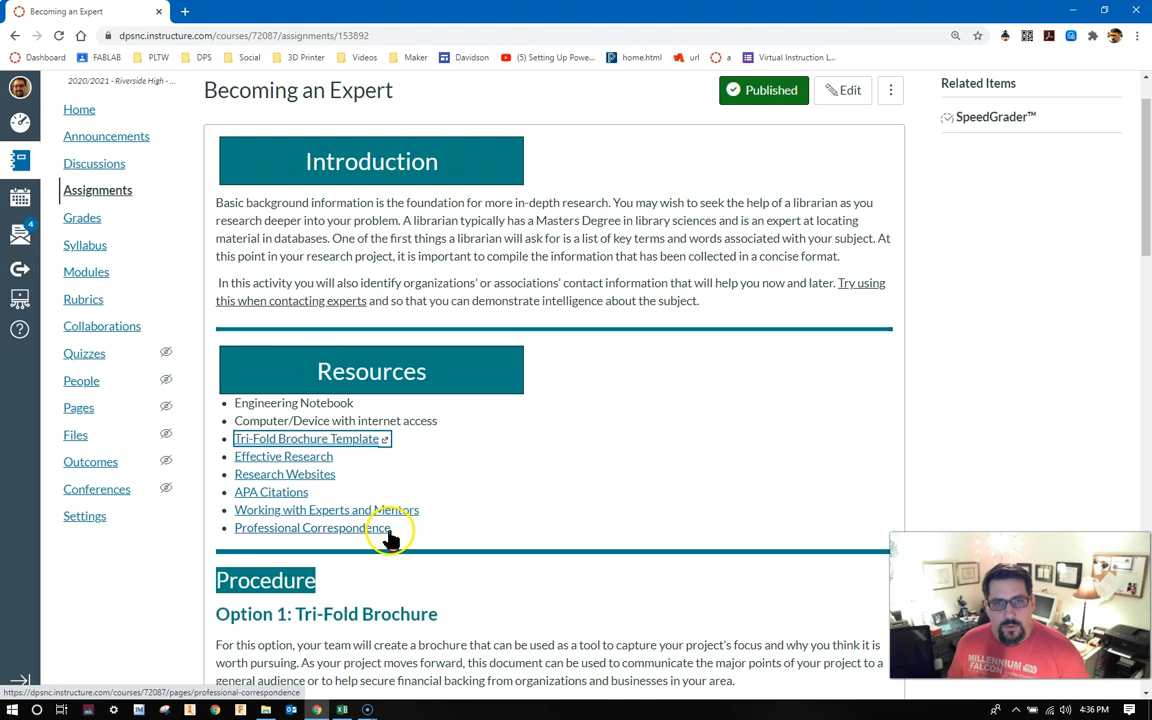 Becoming an Expert
dpsnc.instructure.com/courses/72087/assignments/153892
Dashboard FABLAB PLTW DPS Social 3D Printer Videos Maker Davidson (5) Setting Up Power... home.html url a Virtual Instruction L...
2020/2021 - Riverside High - ...
Home
Announcements
Discussions
Assignments
Grades
Syllabus
Modules
Rubrics
Collaborations
Quizzes
People
Pages
Files
Outcomes
Conferences
Settings
4
Becoming an Expert
Published
Edit
Introduction
Basic background information is the foundation for more in-depth research. You may wish to seek the help of a librarian as you
research deeper into your problem. A librarian typically has a Masters Degree in library sciences and is an expert at locating
material in databases. One of the first things a librarian will ask for is a list of key terms and words associated with your subject. At
this point in your research project, it is important to compile the information that has been collected in a concise format.
In this activity you will also identify organizations' or associations' contact information that will help you now and later. Try using
this when contacting experts and so that you can demonstrate intelligence about the subject.
Resources
• Engineering Notebook
• Computer/Device with internet access
• Tri-Fold Brochure Template
• Effective Research
• Research Websites
• APA Citations
• Working with Experts and Mentors
• Professional Correspondence
Procedure
Option 1: Tri-Fold Brochure
For this option, your team will create a brochure that can be used as a tool to capture your project's focus and why you think it is
worth pursuing. As your project moves forward, this document can be used to communicate the major points of your project to a
general audience or to help secure financial backing from organizations and businesses in your area.
Related Items
SpeedGrader™
MILLENNIUM
FALCON
STAR
WARS
https://dpsnc.instructure.com/courses/72087/pages/professional-correspondence
4:36 PM